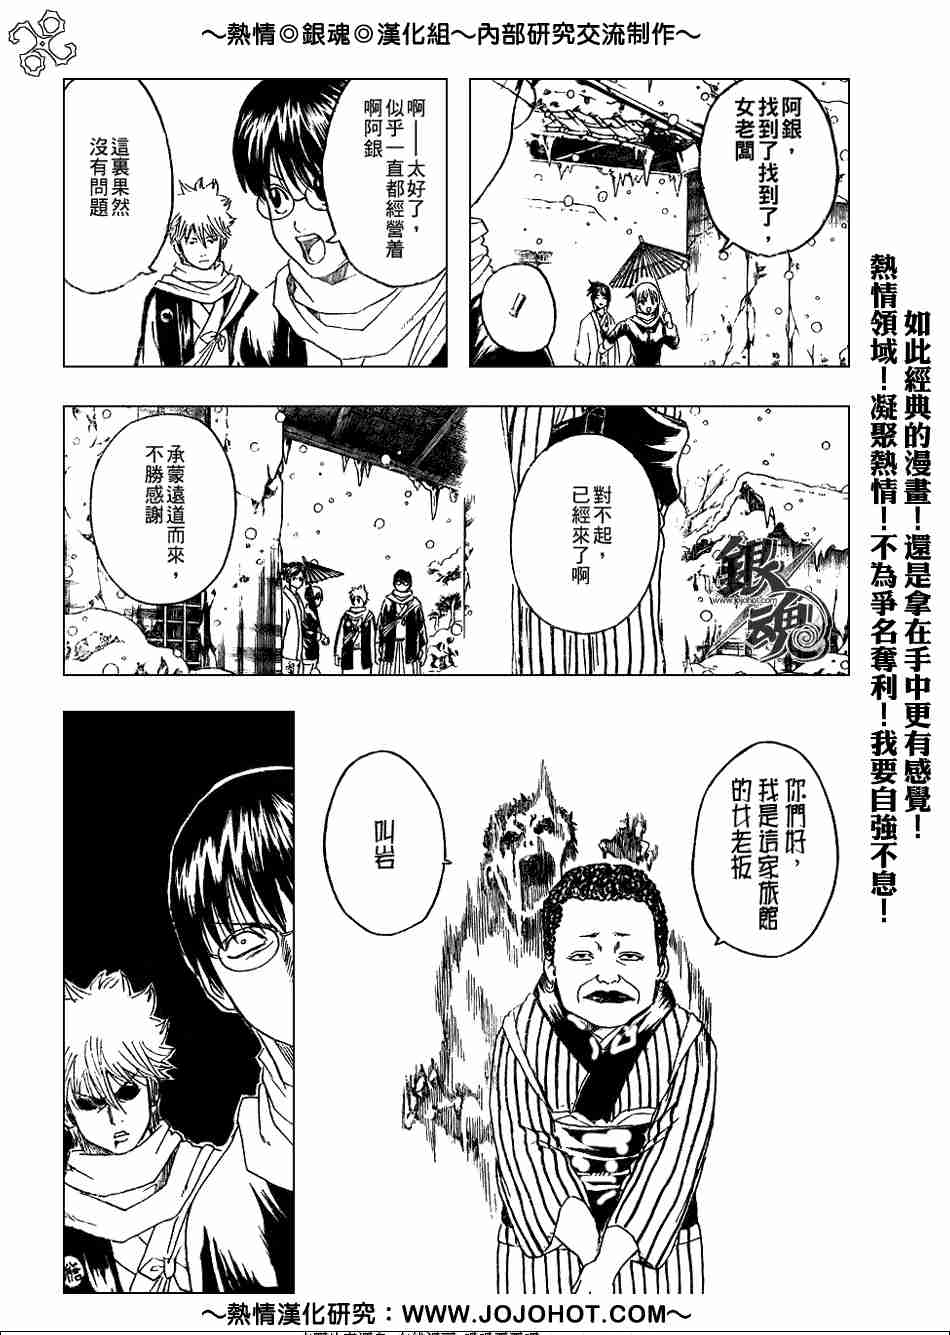 ～熱情◎銀魂◎漢化組～內部研究交流制作～
阿銀，
找到了找到了，
女老闆
！
啊——太好了，
似乎一直都經營着
啊阿銀
這裏果然
沒有問題
對不起，
已經來了啊
銀魂
www.jojohot.com
承蒙遠道而來，
不勝感謝
你們好，
我是這家旅館
的女老板
叫岩
如此經典的漫畫！還是拿在手中更有感覺！
熱情領域！凝聚熱情！不為爭名奪利！我要自強不息！
～熱情漢化研究：WWW.JOJOHOT.COM～